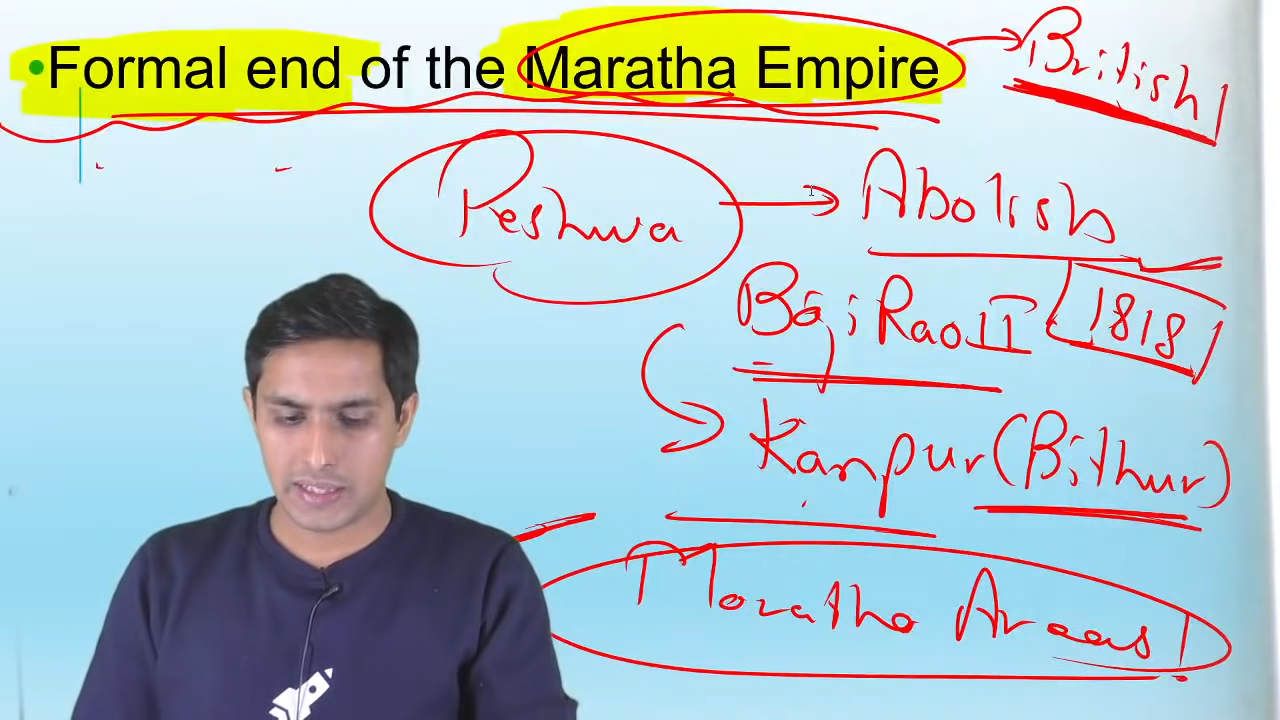 •Formal end of the Maratha Empire
British
Peshwa
Abolish
Baji Rao II 1818
Kanpur (Bithur)
Maratha Areas